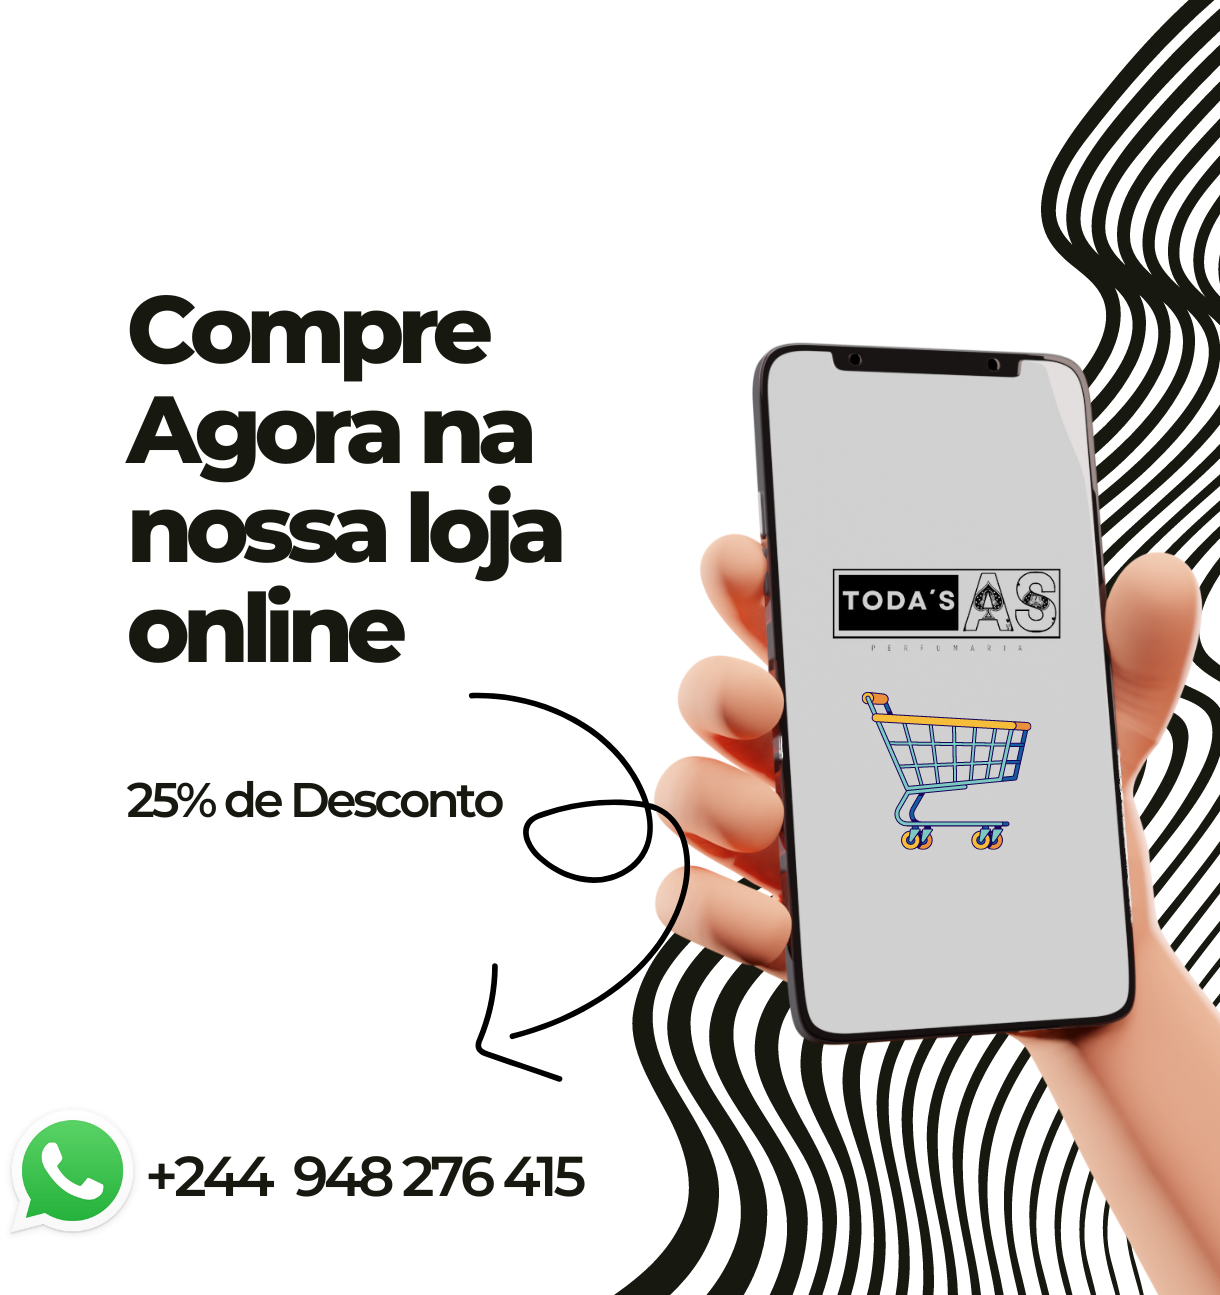 Compre
Agora na
nossa loja
online
TODA´S AS
PERFUMARIA
25% de Desconto
+244 948 276 415